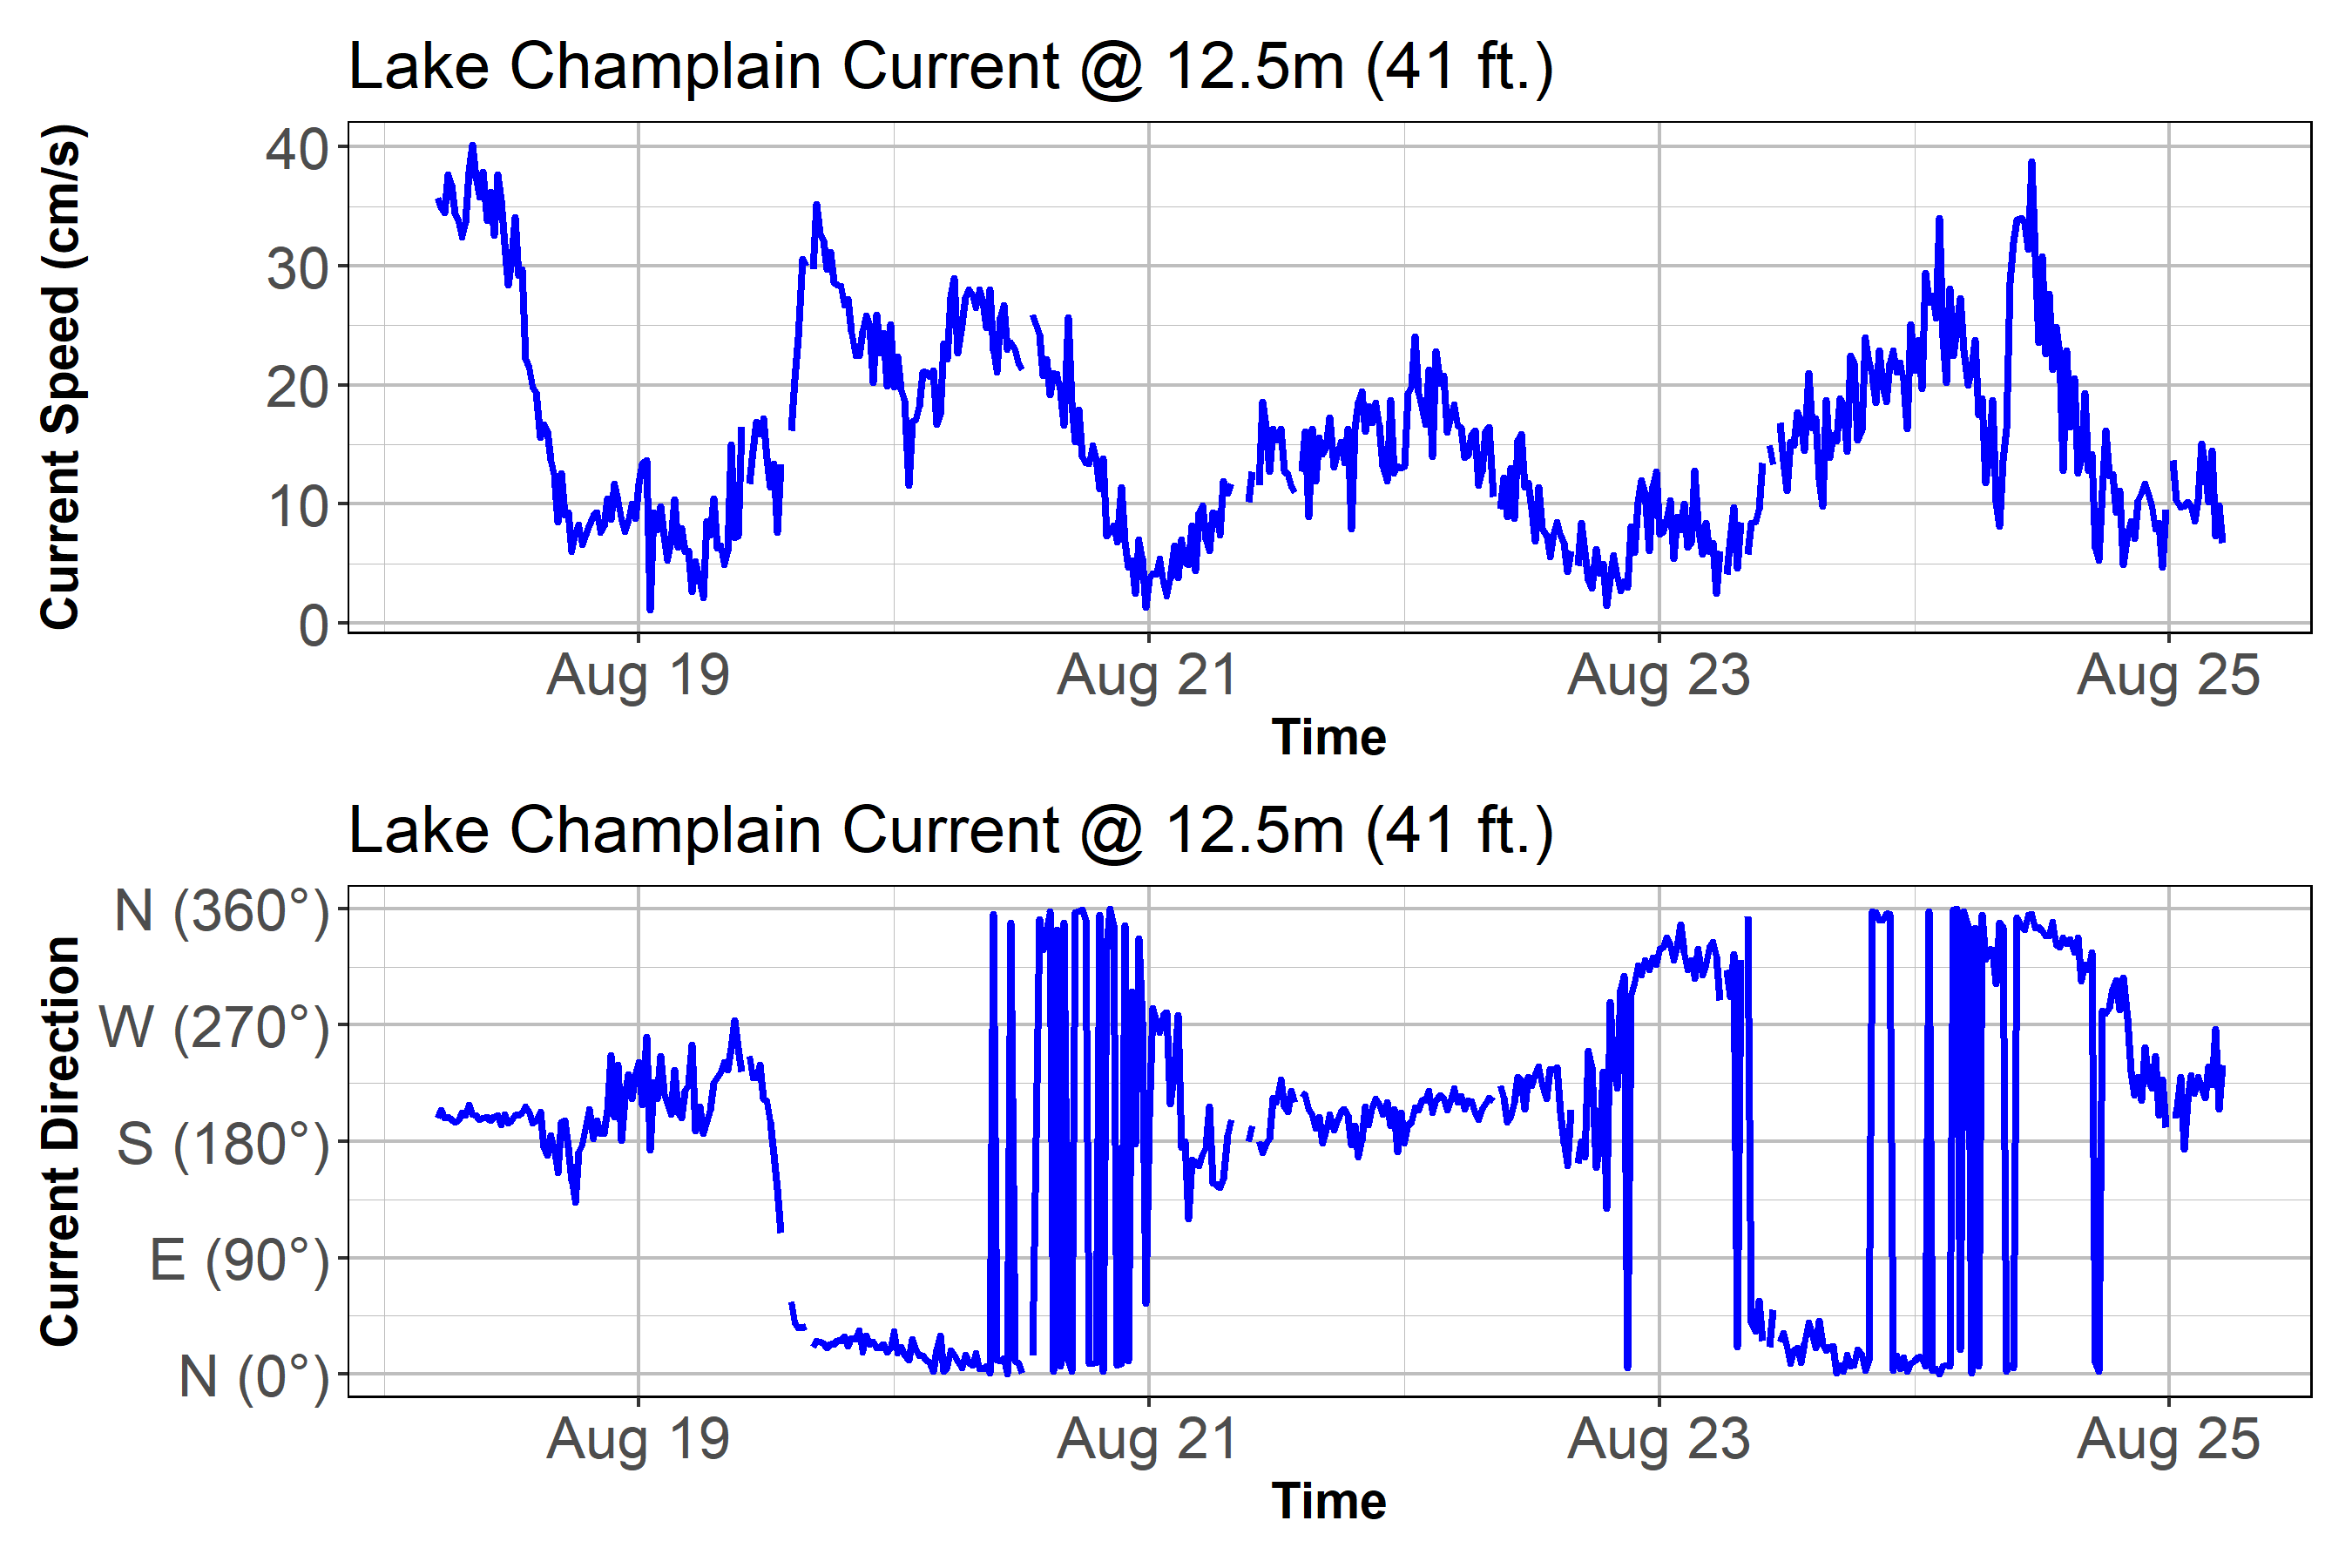 Lake Champlain Current @ 12.5m (41 ft.)
Current Speed (cm/s)
40
30
20
10
0
Aug 19 Aug 21 Aug 23 Aug 25
Time
Lake Champlain Current @ 12.5m (41 ft.)
Current Direction
N (360°)
W (270°)
S (180°)
E (90°)
N (0°)
Aug 19 Aug 21 Aug 23 Aug 25
Time